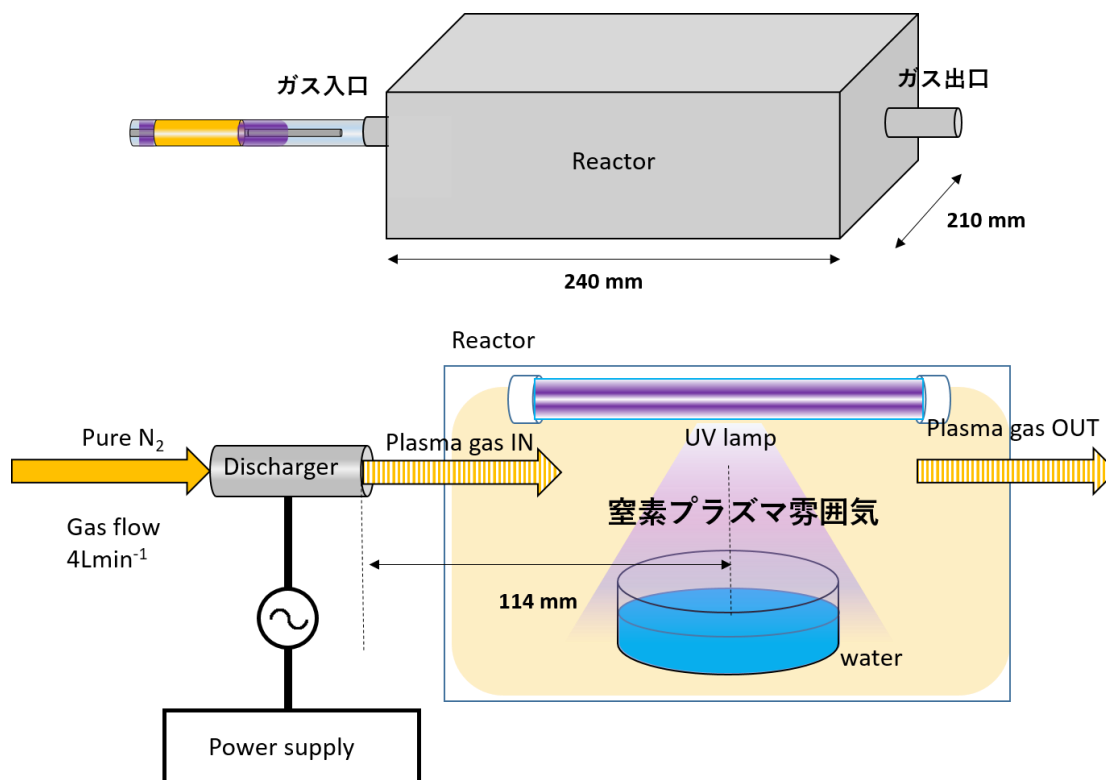 ガス入口
ガス出口
Reactor
210 mm
240 mm
Reactor
Pure N₂
Discharger
Plasma gas IN
UV lamp
Plasma gas OUT
窒素プラズマ雰囲気
Gas flow
4Lmin⁻¹
114 mm
water
Power supply